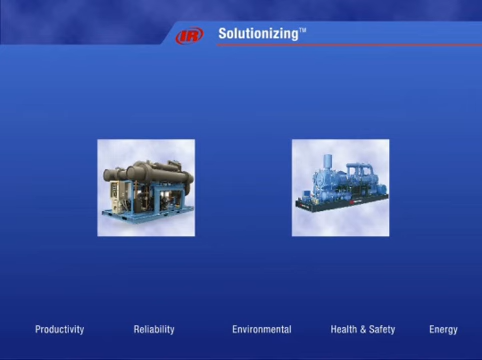 IR Solutionizing™
Productivity Reliability Environmental Health & Safety Energy